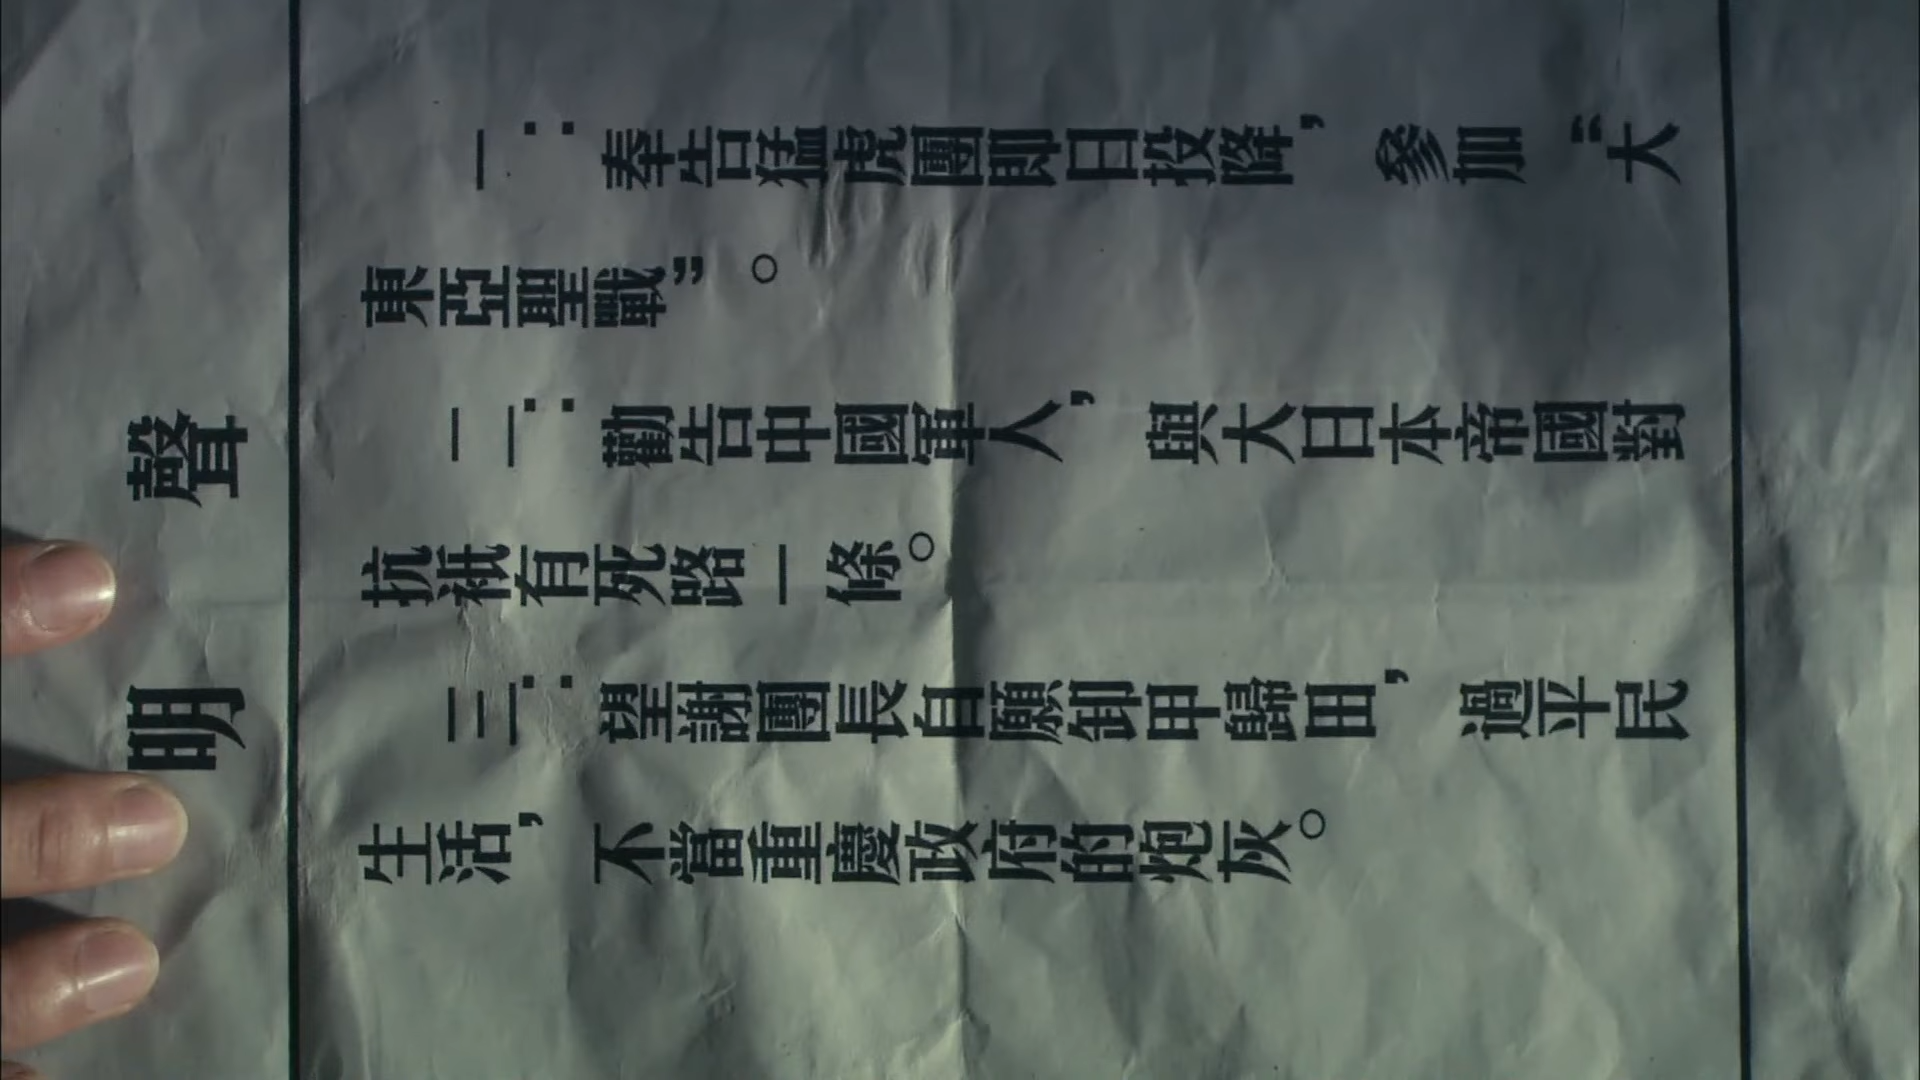 聲明
一：奉告猛虎團即日投降，參加“大
東亞聖戰”。
二：勸告中國軍人，與大日本帝國對
抗祇有死路一條。
三：望謝團長自願卸甲歸田，過平民
生活，不當重慶政府的炮灰。